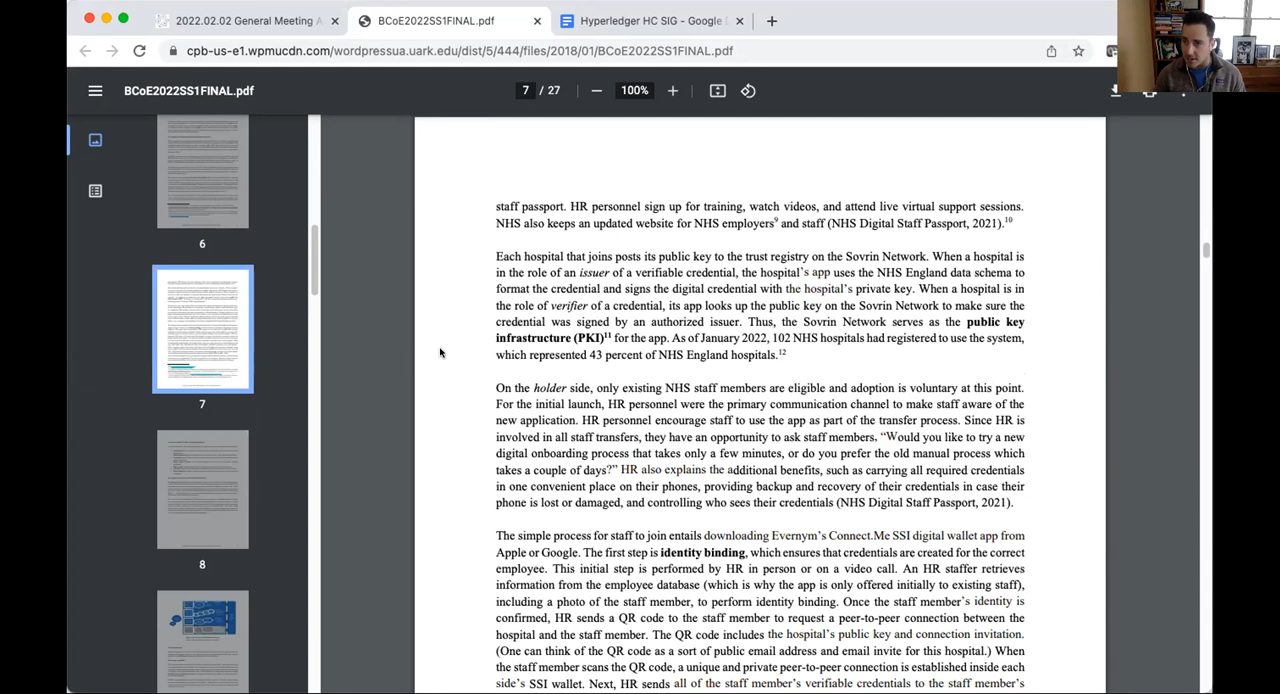 2022.02.02 General Meeting A
BCoE2022SS1FINAL.pdf
Hyperledger HC SIG - Google
cpb-us-e1.wpmucdn.com/wordpressua.uark.edu/dist/5/444/files/2018/01/BCoE2022SS1FINAL.pdf
BCoE2022SS1FINAL.pdf
7 / 27
100%
6
7
8
staff passport. HR personnel sign up for training, watch videos, and attend live virtual support sessions.
NHS also keeps an updated website for NHS employers9 and staff (NHS Digital Staff Passport, 2021).10
Each hospital that joins posts its public key to the trust registry on the Sovrin Network. When a hospital is
in the role of an issuer of a verifiable credential, the hospital's app uses the NHS England data schema to
format the credential and signs the digital credential with the hospital's private key. When a hospital is in
the role of verifier of a credential, its app looks up the public key on the Sovrin Network to make sure the
credential was signed by an authorized issuer. Thus, the Sovrin Network serves as the public key
infrastructure (PKI)11 for the app. As of January 2022, 102 NHS hospitals had registered to use the system,
which represented 43 percent of NHS England hospitals.12
On the holder side, only existing NHS staff members are eligible and adoption is voluntary at this point.
For the initial launch, HR personnel were the primary communication channel to make staff aware of the
new application. HR personnel encourage staff to use the app as part of the transfer process. Since HR is
involved in all staff transfers, they have an opportunity to ask staff members, “Would you like to try a new
digital onboarding process that takes only a few minutes, or do you prefer the old manual process which
takes a couple of days?” HR also explains the additional benefits, such as carrying all required credentials
in one convenient place on their phones, providing backup and recovery of their credentials in case their
phone is lost or damaged, and controlling who sees their credentials (NHS Digital Staff Passport, 2021).
The simple process for staff to join entails downloading Evernym's Connect.Me SSI digital wallet app from
Apple or Google. The first step is identity binding, which ensures that credentials are created for the correct
employee. This initial step is performed by HR in person or on a video call. An HR staffer retrieves
information from the employee database (which is why the app is only offered initially to existing staff),
including a photo of the staff member, to perform identity binding. Once the staff member's identity is
confirmed, HR sends a QR code to the staff member to request a peer-to-peer connection between the
hospital and the staff member. The QR code includes the hospital's public key and connection invitation.
(One can think of the QR code as a sort of public email address and email invite for this hospital.) When
the staff member scans the QR code, a unique and private peer-to-peer connection is established inside each
side's SSI wallet. Next, HR sends all of the staff member's verifiable credentials to the staff member's